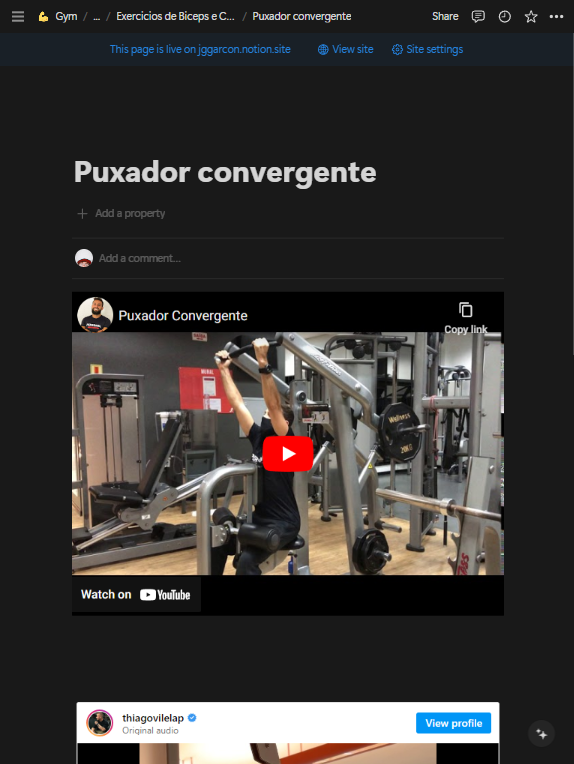 Gym / ... / Exercicios de Biceps e C... / Puxador convergente
Share
This page is live on jggarcon.notion.site
View site
Site settings
Puxador convergente
Add a property
Add a comment...
Puxador Convergente
Copy link
Watch on YouTube
thiagovilelap
Original audio
View profile